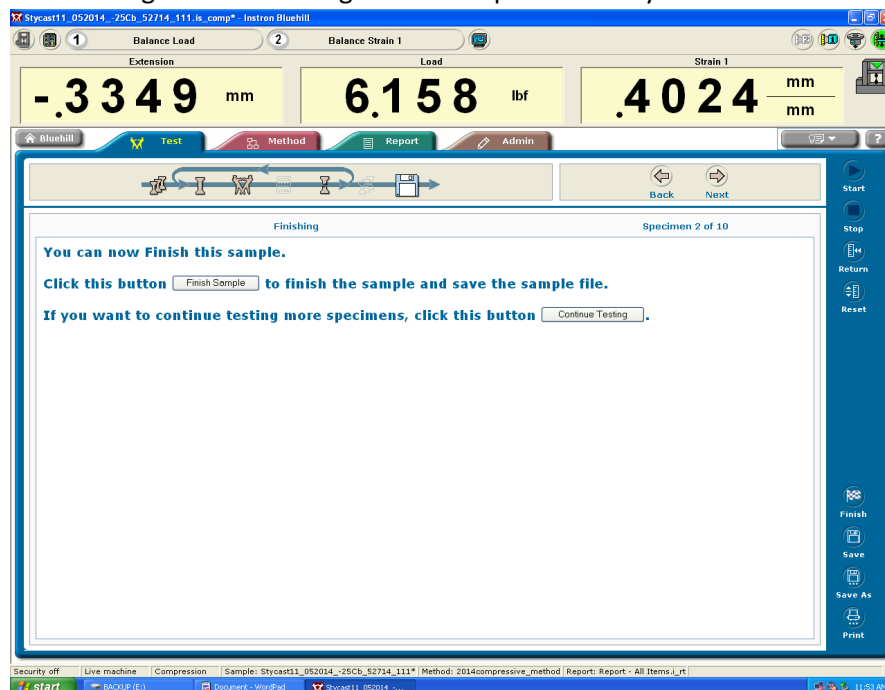 Stycast11_052014_-25Cb_52714_111.is_comp* - Instron Bluehill
1 Balance Load 2 Balance Strain 1
Extension Load Strain 1
-.3349 mm 6.158 lbf .4024 mm
mm
Bluehill Test Method Report Admin ?
Back Next
Start
Stop
Return
Reset
Finishing Specimen 2 of 10
You can now Finish this sample.
Click this button Finish Sample to finish the sample and save the sample file.
If you want to continue testing more specimens, click this button Continue Testing .
Finish
Save
Save As
Print
Security off Live machine Compression Sample: Stycast11_052014_-25Cb_52714_111* Method: 2014compressive_method Report: Report - All Items.i_rt
start BACKUP (E:) Document - WordPad Stycast11_052014_-... 11:53 AM